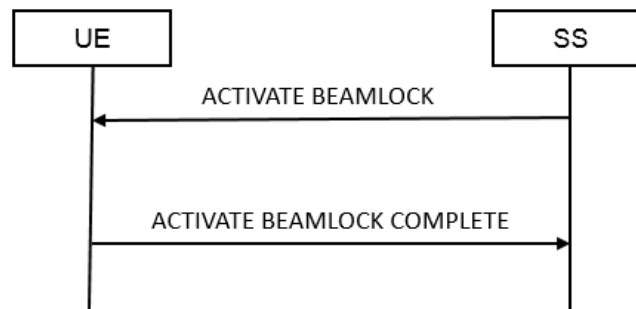 UE
SS
ACTIVATE BEAMLOCK
ACTIVATE BEAMLOCK COMPLETE